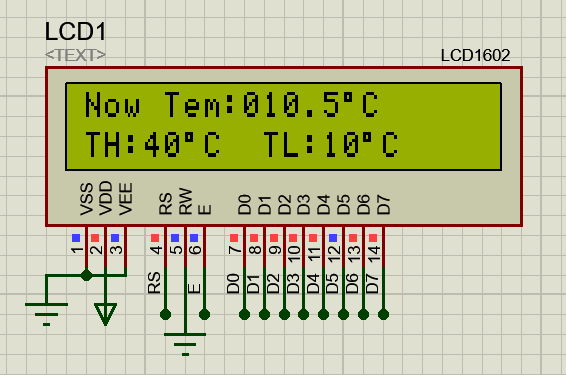 LCD1
<TEXT>
LCD1602
Now Tem:010.5°C
TH:40°C  TL:10°C
VSS VDD VEE RS RW E D0 D1 D2 D3 D4 D5 D6 D7
1 2 3 4 5 6 7 8 9 10 11 12 13 14
RS E D0 D1 D2 D3 D4 D5 D6 D7